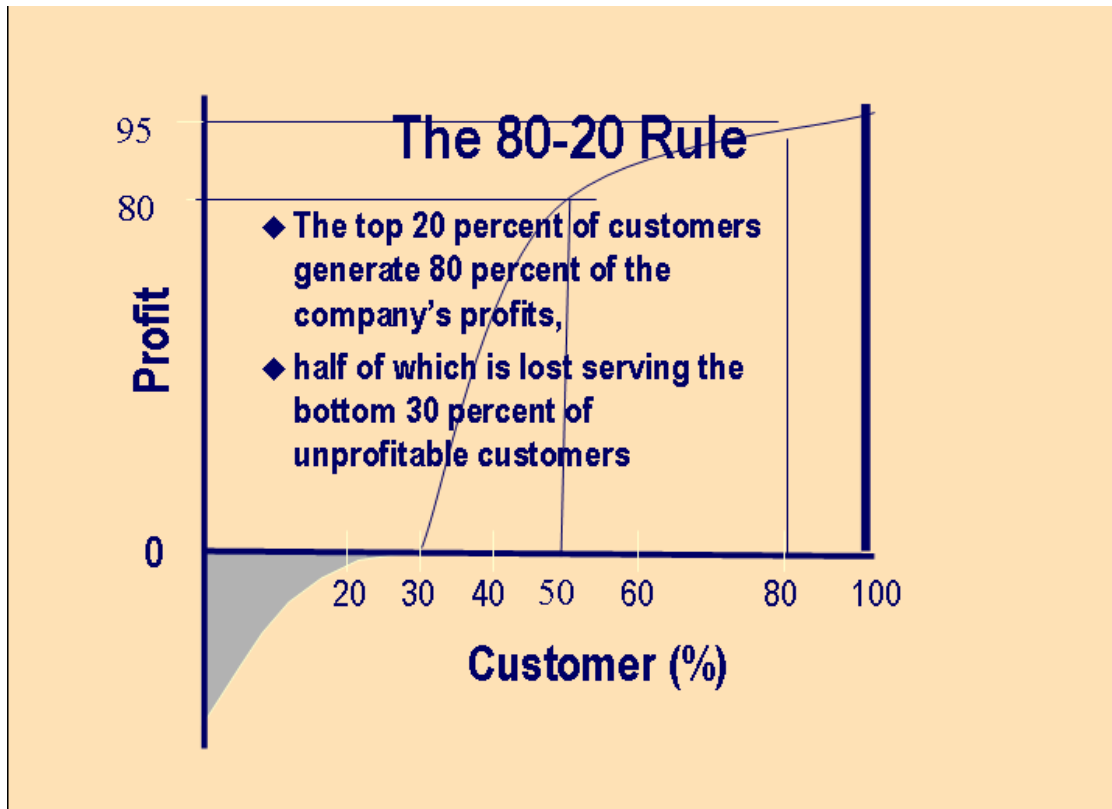 95
The 80-20 Rule
80
◆ The top 20 percent of customers
generate 80 percent of the
company's profits,
◆ half of which is lost serving the
bottom 30 percent of
unprofitable customers
Profit
0
20 30 40 50 60 80 100
Customer (%)